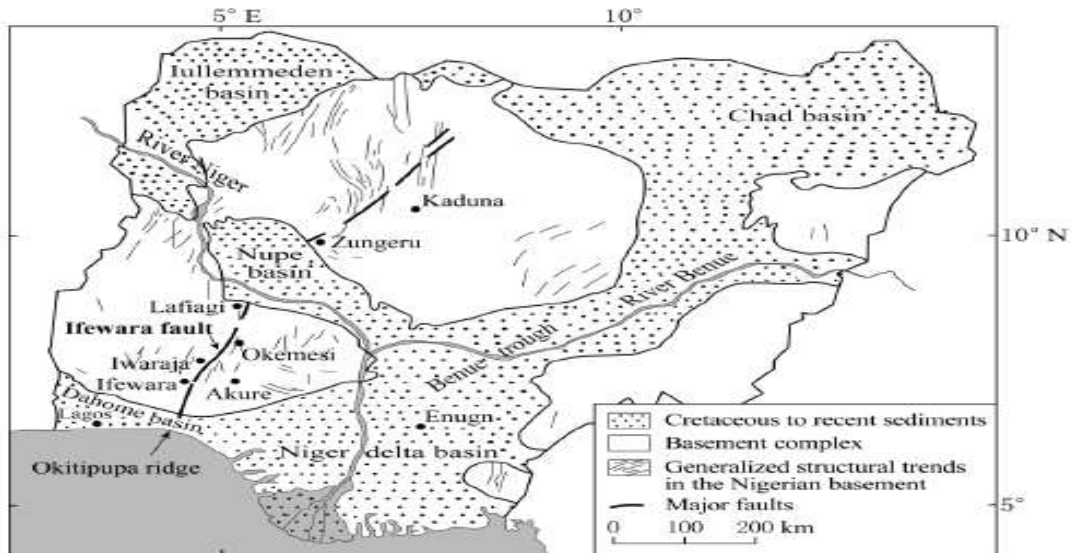 5° E
10°
Iullemmeden
basin
Chad basin
River Niger
Kaduna
Zungeru
10° N
Nupe
basin
River Benue
Lafiagi
Ifewara fault
Okemesi
Iwaraja
Benue trough
Ifewara
Akure
Dahome basin
Lagos
Enugn
Okitipupa ridge
Niger delta basin
Cretaceous to recent sediments
Basement complex
Generalized structural trends
in the Nigerian basement
Major faults
5°
0 100 200 km